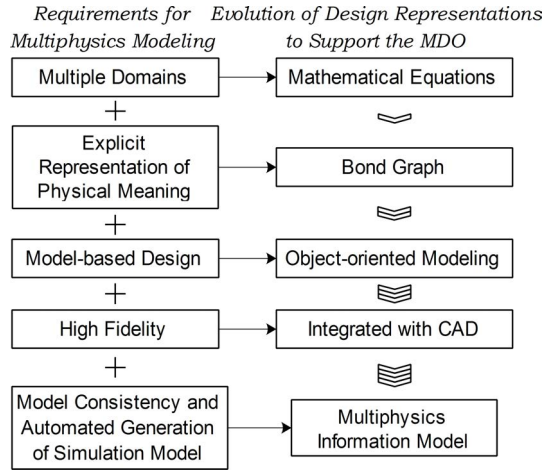 Requirements for
Multiphysics Modeling
Evolution of Design Representations
to Support the MDO
Multiple Domains
Mathematical Equations
+
Explicit
Representation of
Physical Meaning
Bond Graph
+
Model-based Design
Object-oriented Modeling
+
High Fidelity
Integrated with CAD
+
Model Consistency and
Automated Generation
of Simulation Model
Multiphysics
Information Model